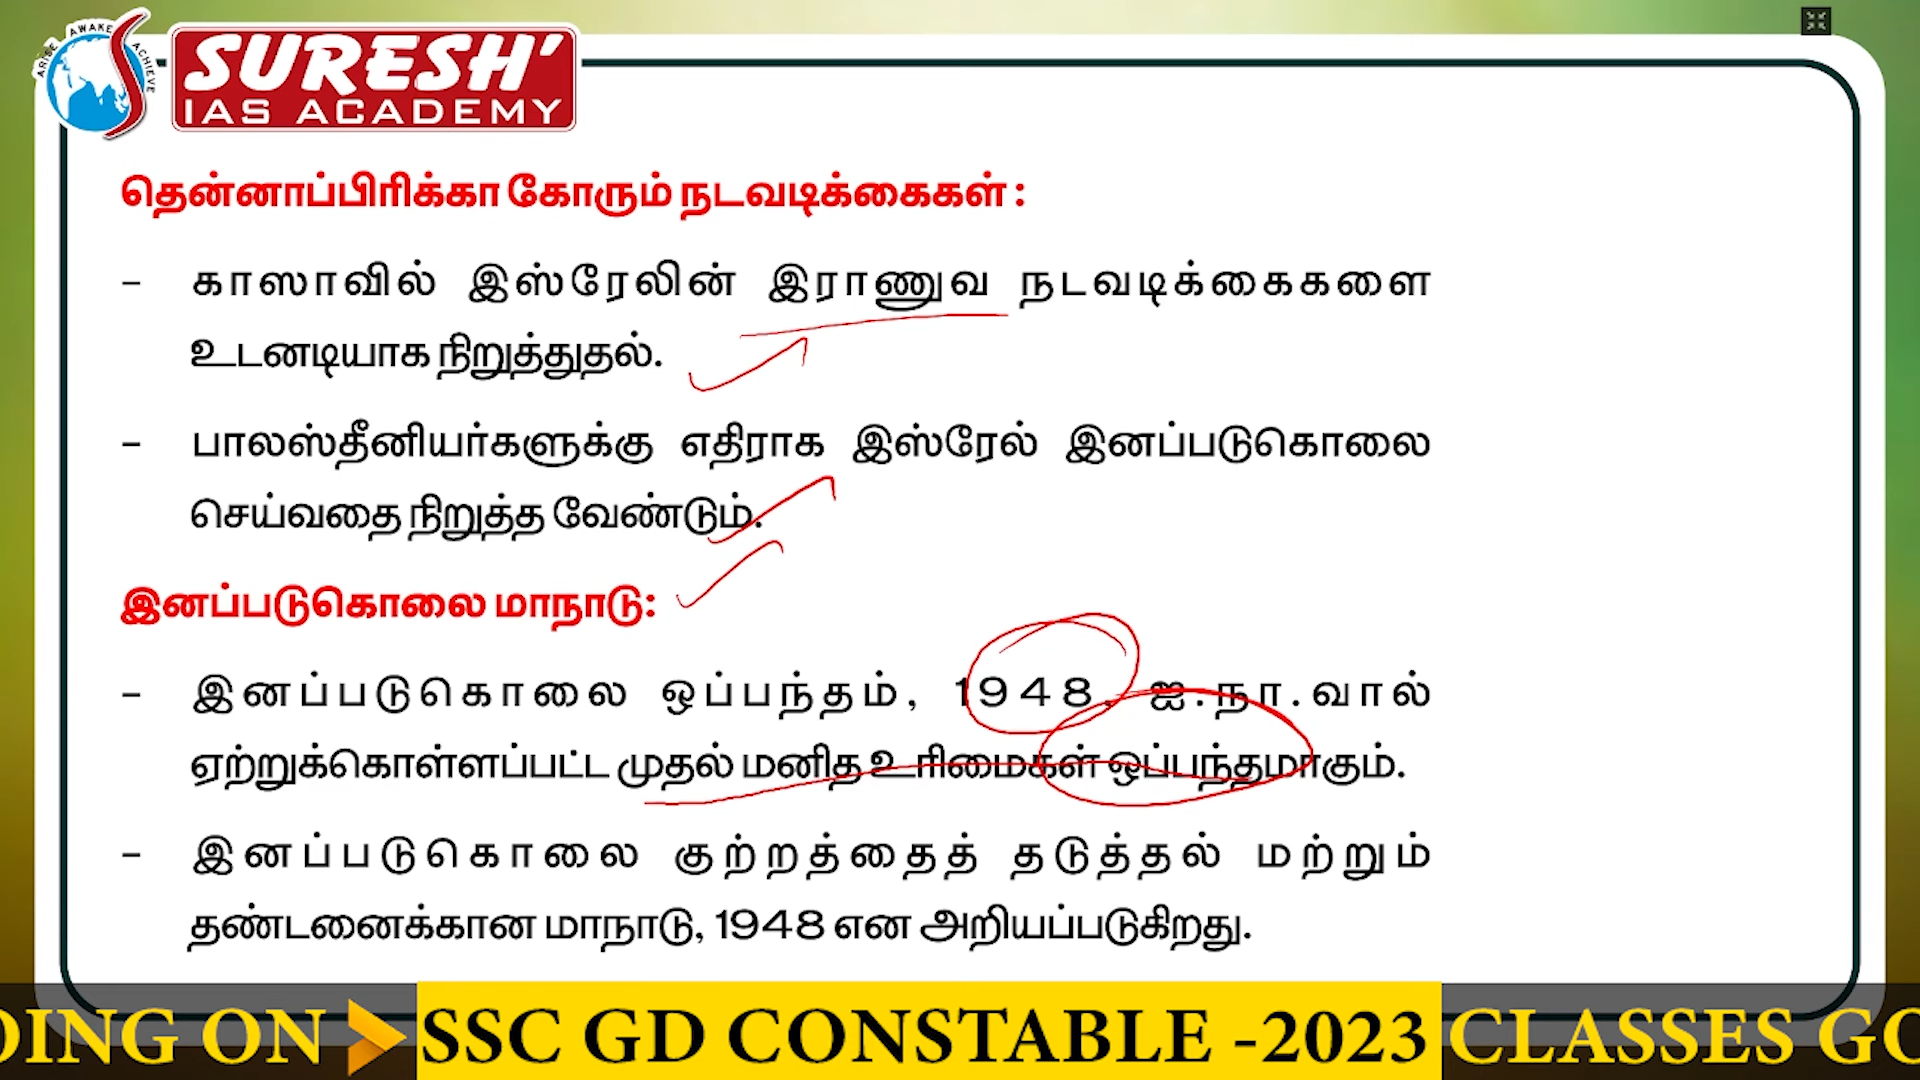 ARISE AWAKE ACHIEVE
SURESH'
IAS ACADEMY
தென்னாப்பிரிக்கா கோரும் நடவடிக்கைகள் :
- காஸாவில் இஸ்ரேலின் இராணுவ நடவடிக்கைகளை
உடனடியாக நிறுத்துதல்.
- பாலஸ்தீனியர்களுக்கு எதிராக இஸ்ரேல் இனப்படுகொலை
செய்வதை நிறுத்த வேண்டும்.
இனப்படுகொலை மாநாடு:
- இனப்படுகொலை ஒப்பந்தம், 1948, ஐ.நா.வால்
ஏற்றுக்கொள்ளப்பட்ட முதல் மனித உரிமைகள் ஒப்பந்தமாகும்.
- இனப்படுகொலை குற்றத்தைத் தடுத்தல் மற்றும்
தண்டனைக்கான மாநாடு, 1948 என அறியப்படுகிறது.
DING ON SSC GD CONSTABLE -2023 CLASSES GO